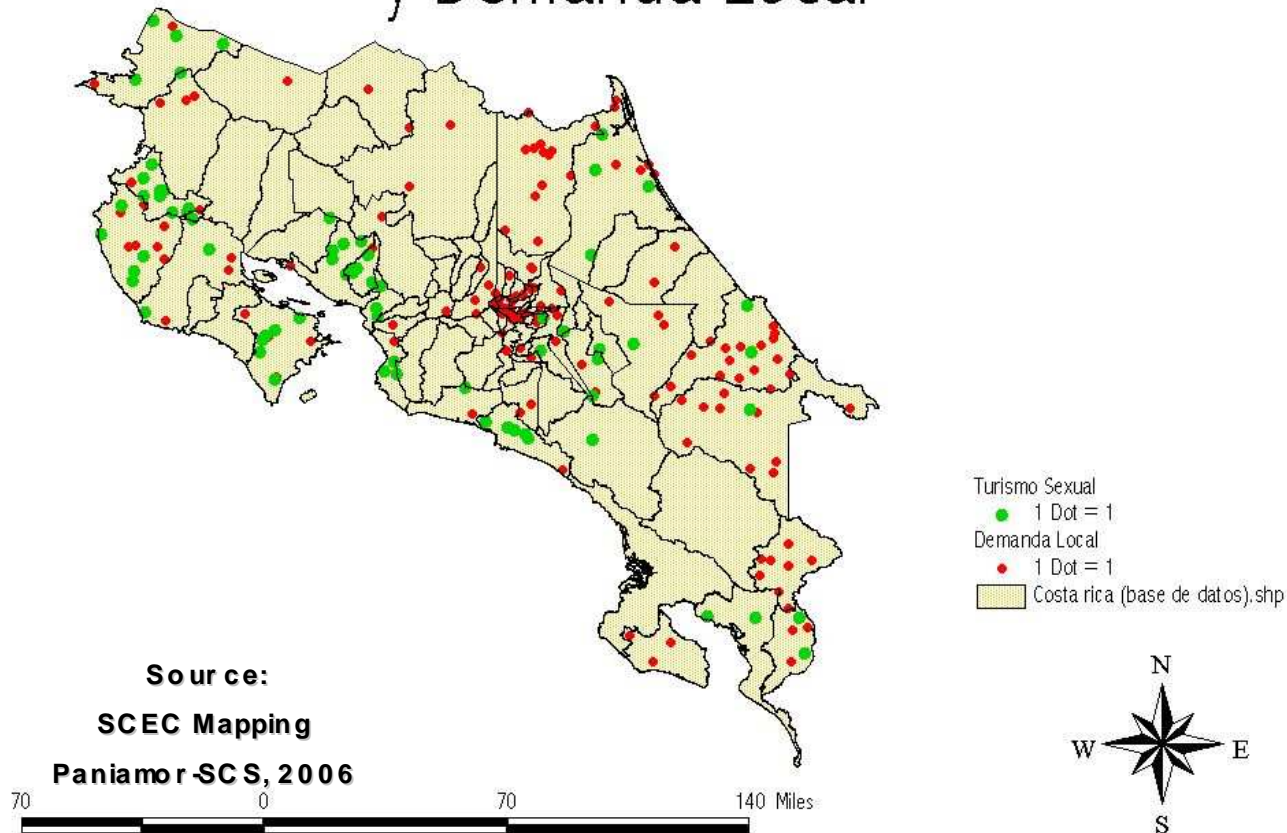 y Demanda Local
Turismo Sexual
1 Dot = 1
Demanda Local
1 Dot = 1
Costa rica (base de datos).shp
Source:
SCEC Mapping
Paniamor-SCS, 2006
N
W E
S
70 0 70 140 Miles